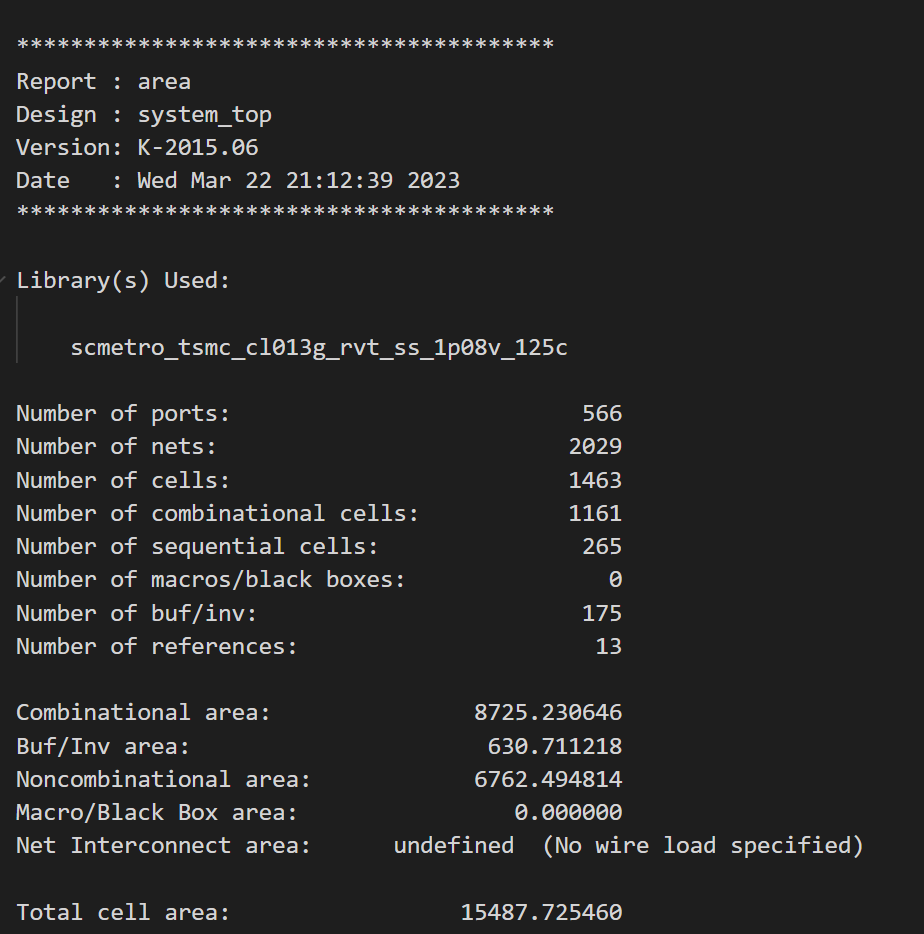 ****************************************
Report : area
Design : system_top
Version: K-2015.06
Date   : Wed Mar 22 21:12:39 2023
****************************************
Library(s) Used:
scmetro_tsmc_cl013g_rvt_ss_1p08v_125c
Number of ports: 566
Number of nets: 2029
Number of cells: 1463
Number of combinational cells: 1161
Number of sequential cells: 265
Number of macros/black boxes: 0
Number of buf/inv: 175
Number of references: 13
Combinational area: 8725.230646
Buf/Inv area: 630.711218
Noncombinational area: 6762.494814
Macro/Black Box area: 0.000000
Net Interconnect area: undefined (No wire load specified)
Total cell area: 15487.725460